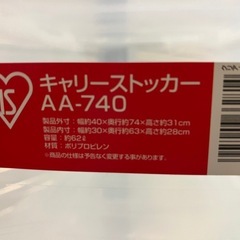 IS
キャリーストッカー
AA-740
製品外寸：幅約40×奥行約74×高さ約31cm
製品内寸：幅約30×奥行約63×高さ約28cm
容量：約62ℓ
材質：ポリプロピレン
※商品の仕様は予告なく変更する事があります。